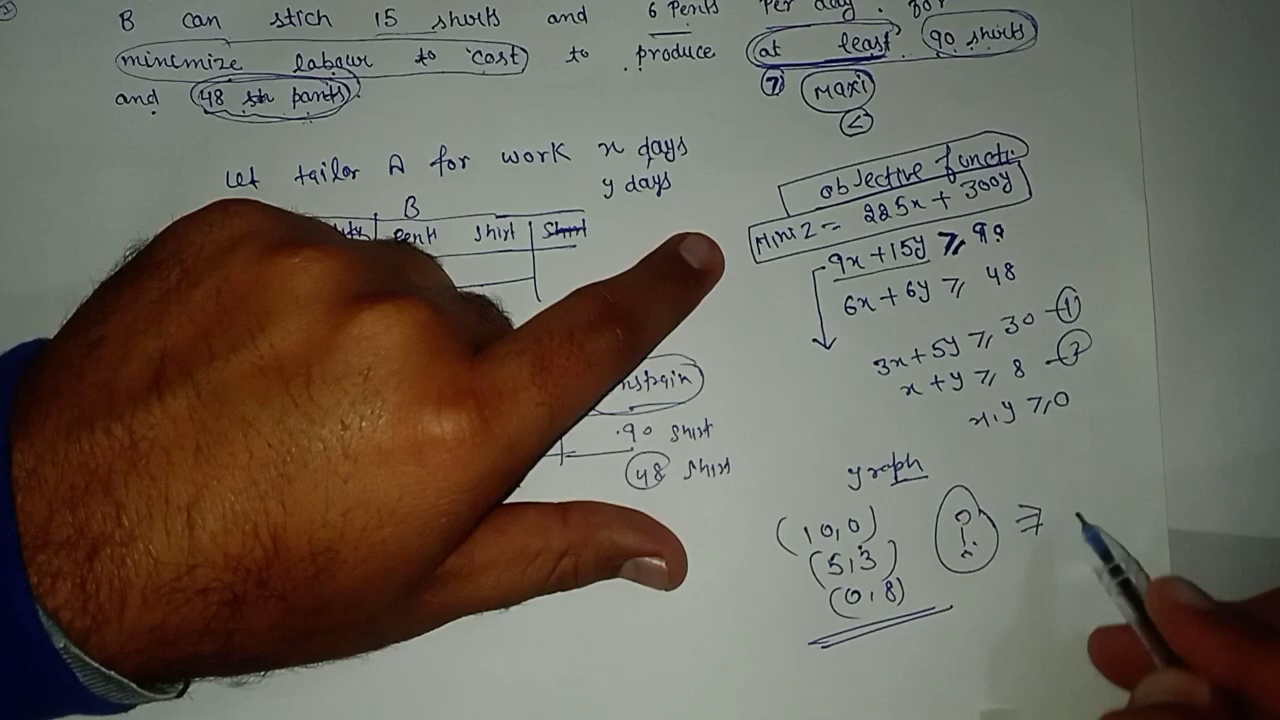 B can stich 15 shirts and 6 Pents Per day. for
minimize labour to cost to produce at least 90 shirts
and 48 pants.
7 Maxi
<
Let tailor A for work x days
y days
B
Pent Shirt
objective functi
Mini Z = 225x + 300y
9x + 15y ⩾ 90
6x + 6y ⩾ 48
3x + 5y ⩾ 30 - 1
x + y ⩾ 8 - 2
x, y ⩾ 0
nstrain
90 Shirt
48 Shirt
graph
(10,0)
(5,3)
(0,8)